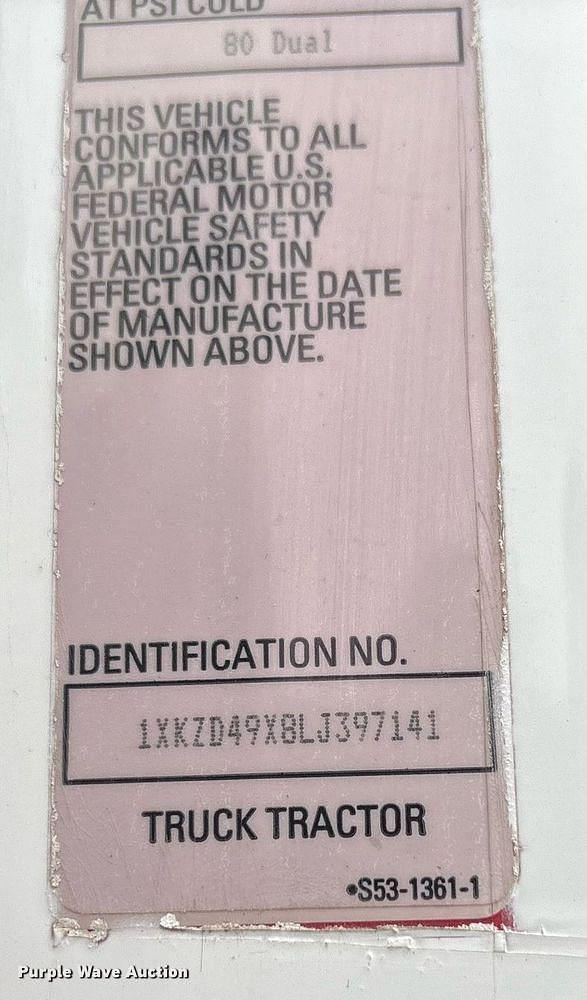 AT PSI COLD
80 Dual
THIS VEHICLE
CONFORMS TO ALL
APPLICABLE U.S.
FEDERAL MOTOR
VEHICLE SAFETY
STANDARDS IN
EFFECT ON THE DATE
OF MANUFACTURE
SHOWN ABOVE.
IDENTIFICATION NO.
1XKZD49X8LJ397141
TRUCK TRACTOR
•S53-1361-1
Purple Wave Auction